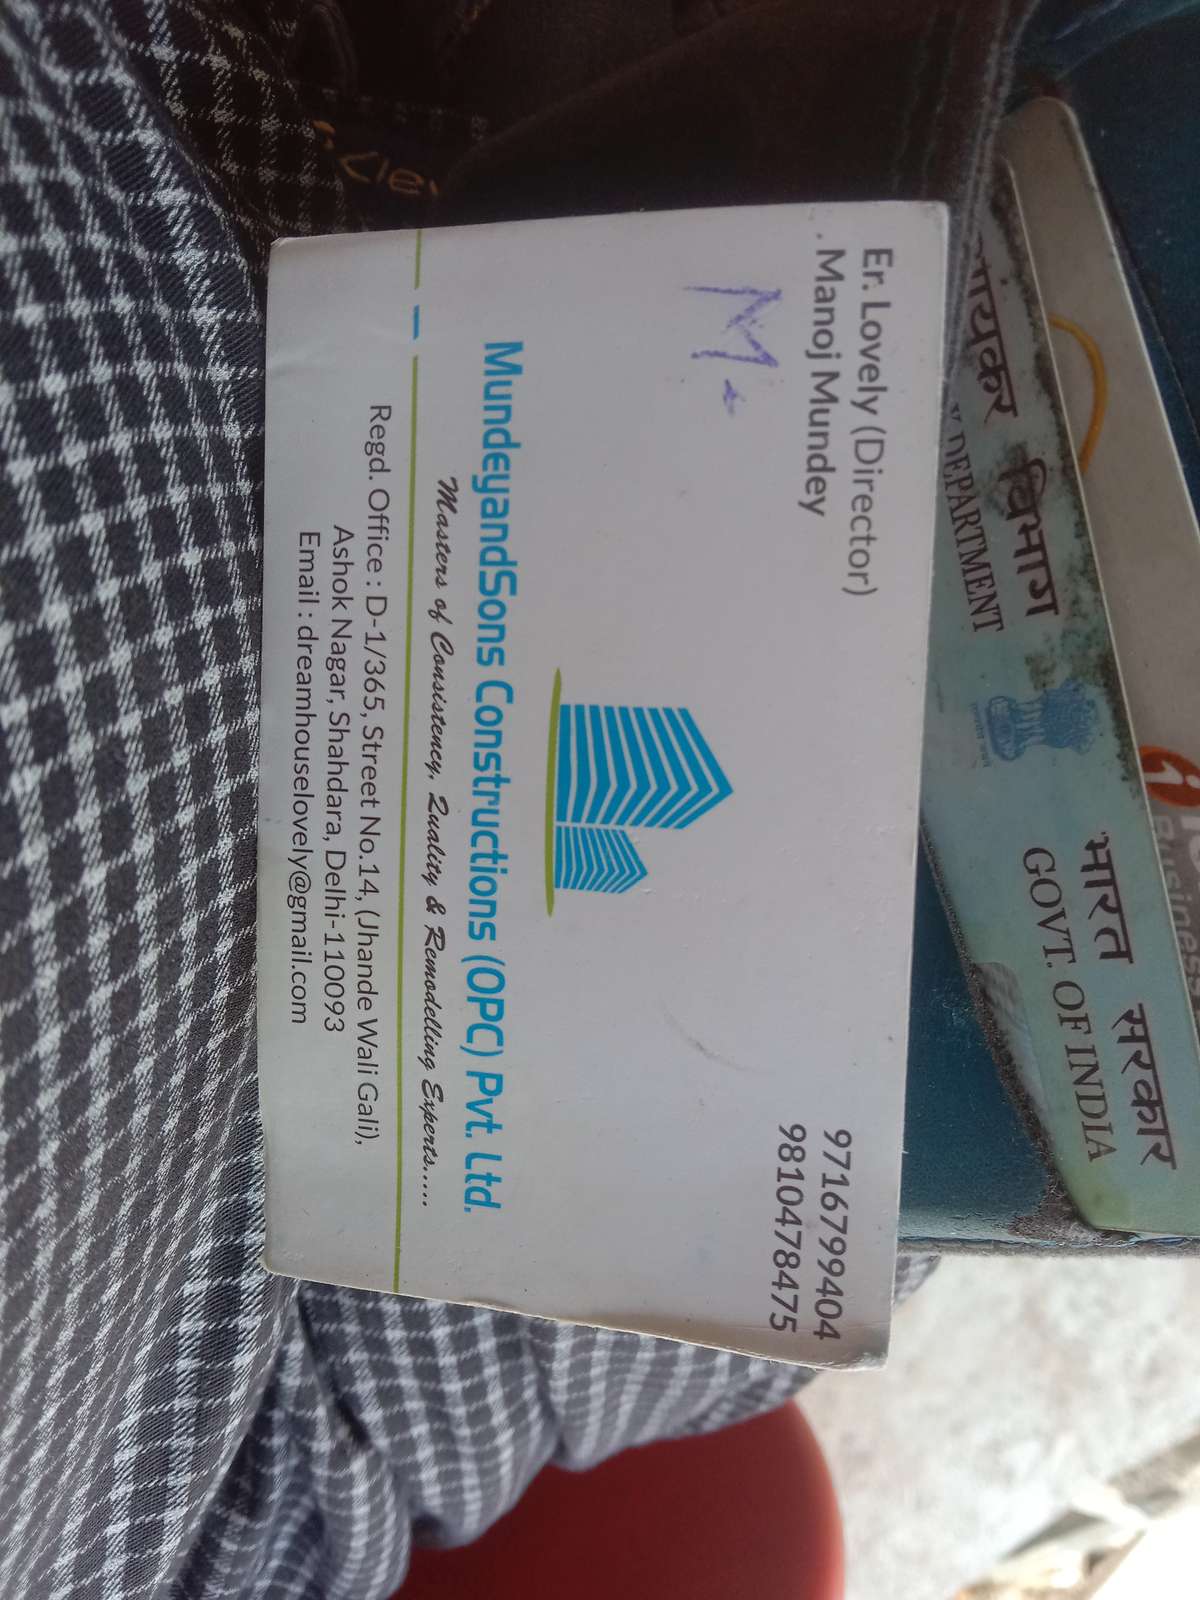 Er. Lovely (Director)
Manoj Mundey
9716799404
9810478475
M
MundeyandSons Constructions (OPC) Pvt. Ltd.
Masters of Consistency, Quality & Remodelling Experts.....
Regd. Office : D-1/365, Street No.14, (Jhande Wali Gali),
Ashok Nagar, Shahdara, Delhi-110093
Email : dreamhouselovely@gmail.com
विभाग
DEPARTMENT
भारत सरकार
GOVT. OF INDIA